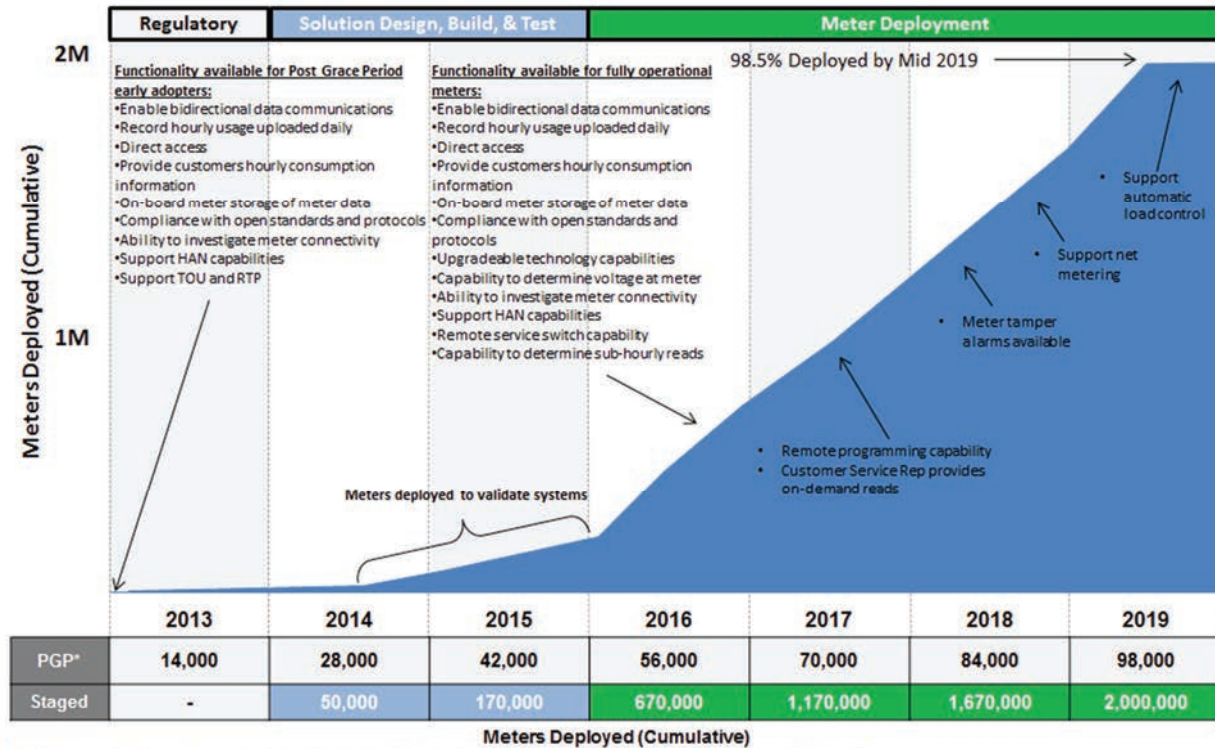 Regulatory
Solution Design, Build, & Test
Meter Deployment
2M
1M
Meters Deployed (Cumulative)
Functionality available for Post Grace Period
early adopters:
•Enable bidirectional data communications
•Record hourly usage uploaded daily
•Direct access
•Provide customers hourly consumption
information
•On-board meter storage of meter data
•Compliance with open standards and protocols
•Ability to investigate meter connectivity
•Support HAN capabilities
•Support TOU and RTP
Functionality available for fully operational
meters:
•Enable bidirectional data communications
•Record hourly usage uploaded daily
•Direct access
•Provide customers hourly consumption
information
•On-board meter storage of meter data
•Compliance with open standards and
protocols
•Upgradeable technology capabilities
•Capability to determine voltage at meter
•Ability to investigate meter connectivity
•Support HAN capabilities
•Remote service switch capability
•Capability to determine sub-hourly reads
98.5% Deployed by Mid 2019
• Support
automatic
load control
• Support net
metering
• Meter tamper
alarms available
• Remote programming capability
• Customer Service Rep provides
on-demand reads
Meters deployed to validate systems
2013 2014 2015 2016 2017 2018 2019
PGP* 14,000 28,000 42,000 56,000 70,000 84,000 98,000
Staged - 50,000 170,000 670,000 1,170,000 1,670,000 2,000,000
Meters Deployed (Cumulative)